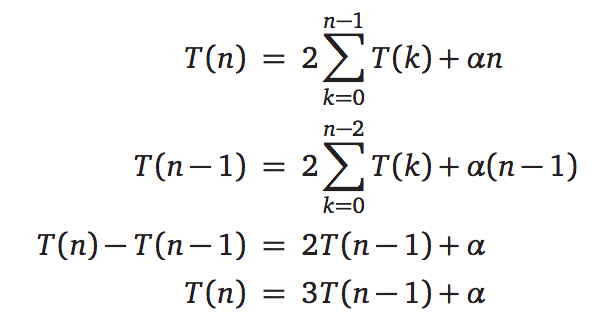 T(n) = 2 ∑_{k=0}^{n−1} T(k) + αn
T(n−1) = 2 ∑_{k=0}^{n−2} T(k) + α(n−1)
T(n) − T(n−1) = 2T(n−1) + α
T(n) = 3T(n−1) + α